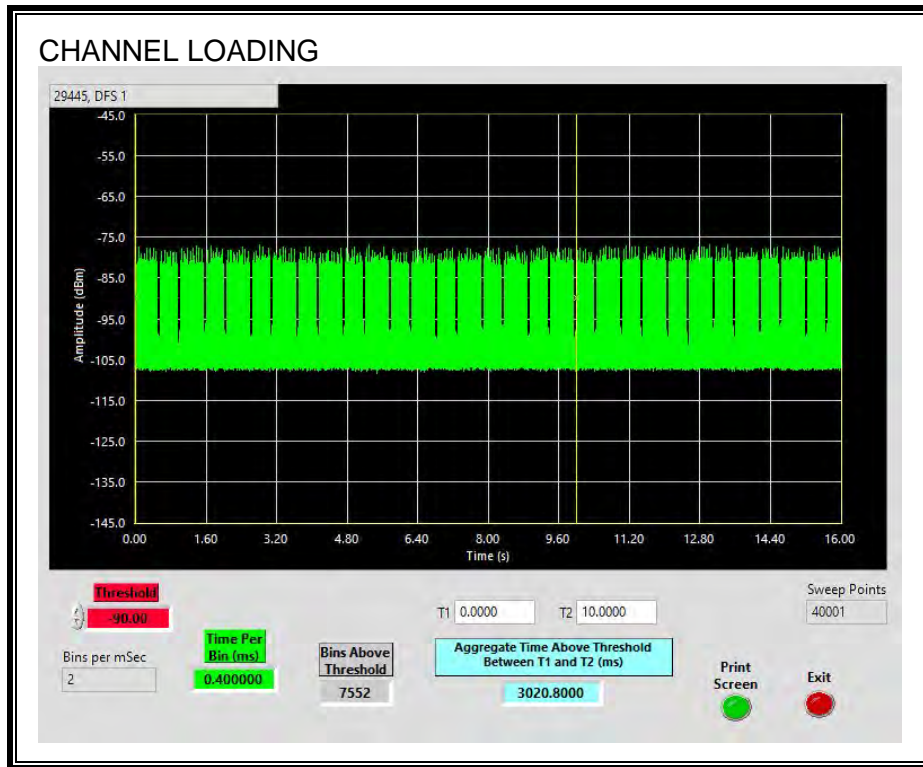 CHANNEL LOADING
29445, DFS 1
-45.0
-55.0
-65.0
-75.0
-85.0
-95.0
-105.0
-115.0
-125.0
-135.0
-145.0
Amplitude (dBm)
0.00 1.60 3.20 4.80 6.40 8.00 9.60 11.20 12.80 14.40 16.00
Time (s)
Threshold
-90.00
Bins per mSec
2
Time Per
Bin (ms)
0.400000
Bins Above
Threshold
7552
T1 0.0000 T2 10.0000
Aggregate Time Above Threshold
Between T1 and T2 (ms)
3020.8000
Sweep Points
40001
Print
Screen
Exit